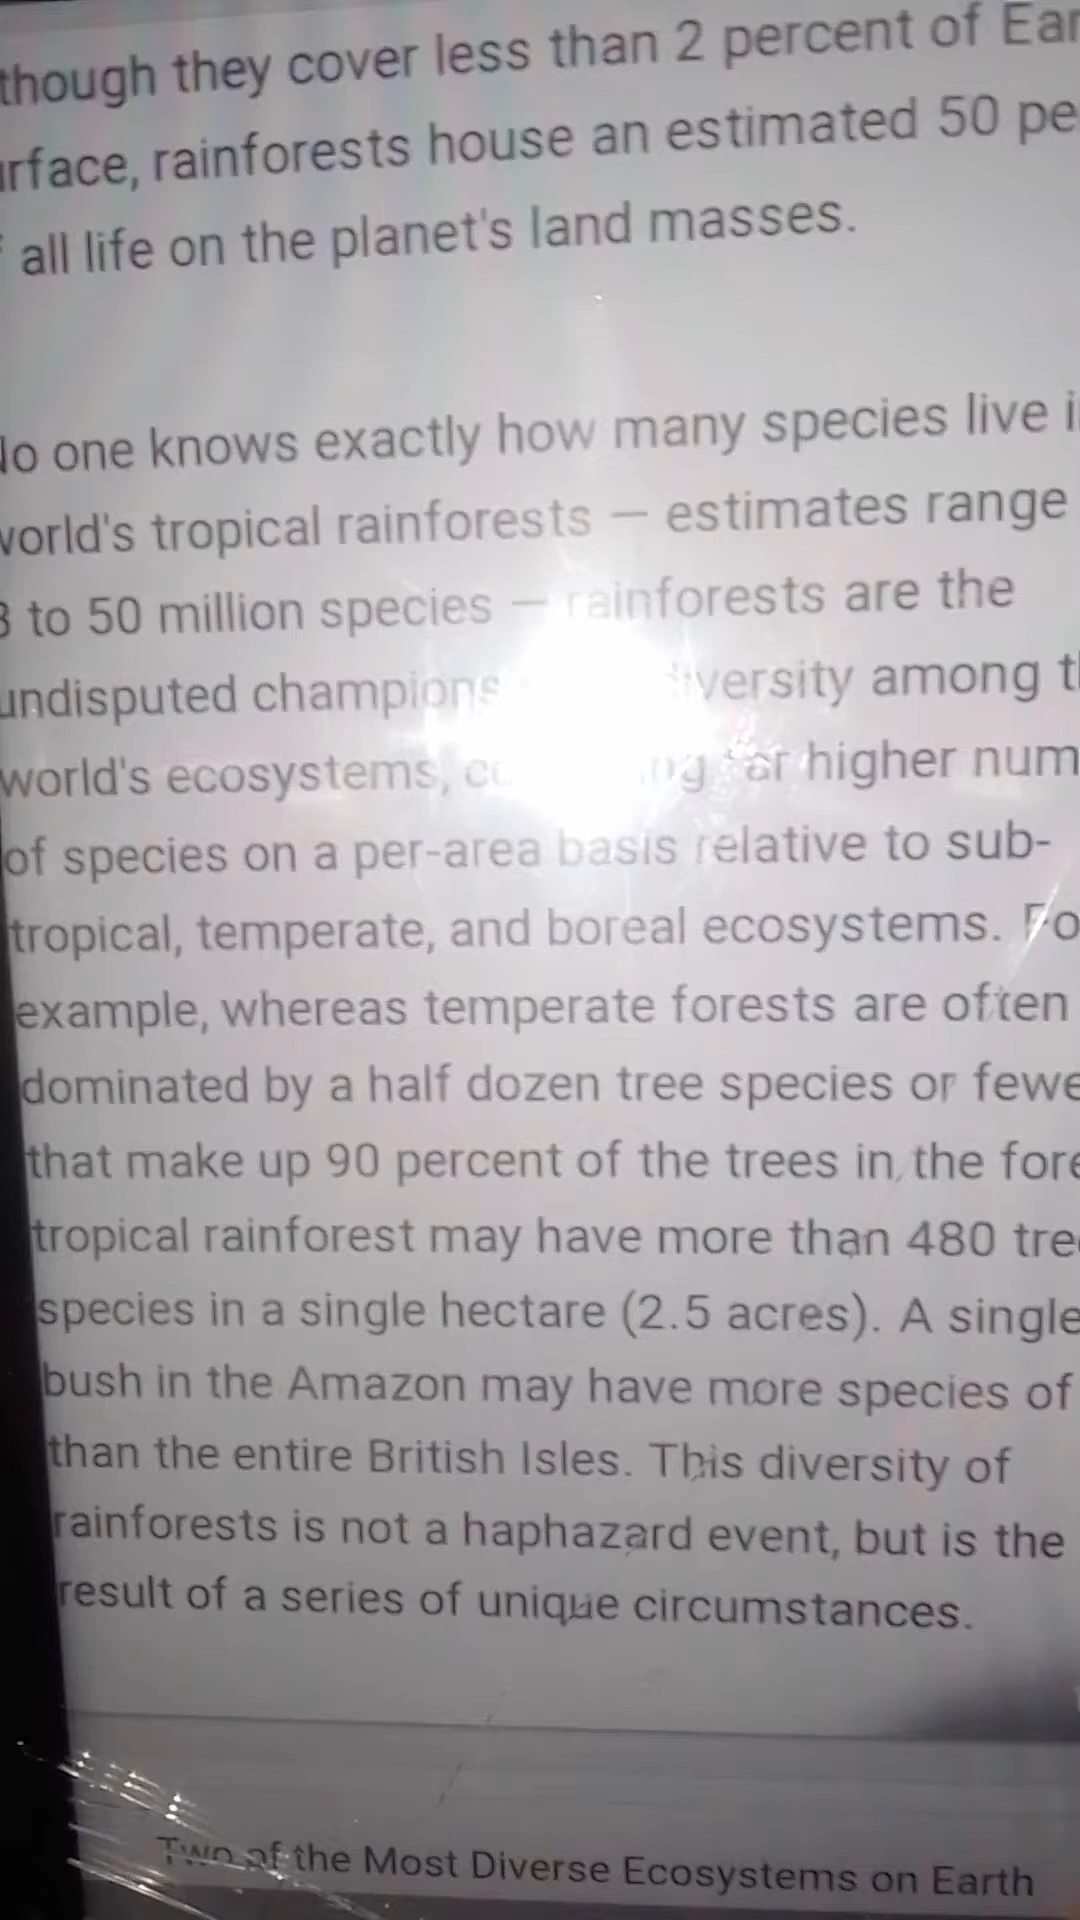 though they cover less than 2 percent of Ear
rface, rainforests house an estimated 50 pe
all life on the planet's land masses.
No one knows exactly how many species live i
world's tropical rainforests — estimates range
3 to 50 million species — rainforests are the
undisputed champions versity among t
world's ecosystems, far higher num
of species on a per-area basis relative to sub-
tropical, temperate, and boreal ecosystems. Fo
example, whereas temperate forests are often
dominated by a half dozen tree species or fewe
that make up 90 percent of the trees in the fore
tropical rainforest may have more than 480 tre
species in a single hectare (2.5 acres). A single
bush in the Amazon may have more species of
than the entire British Isles. This diversity of
rainforests is not a haphazard event, but is the
result of a series of unique circumstances.
Two of the Most Diverse Ecosystems on Earth